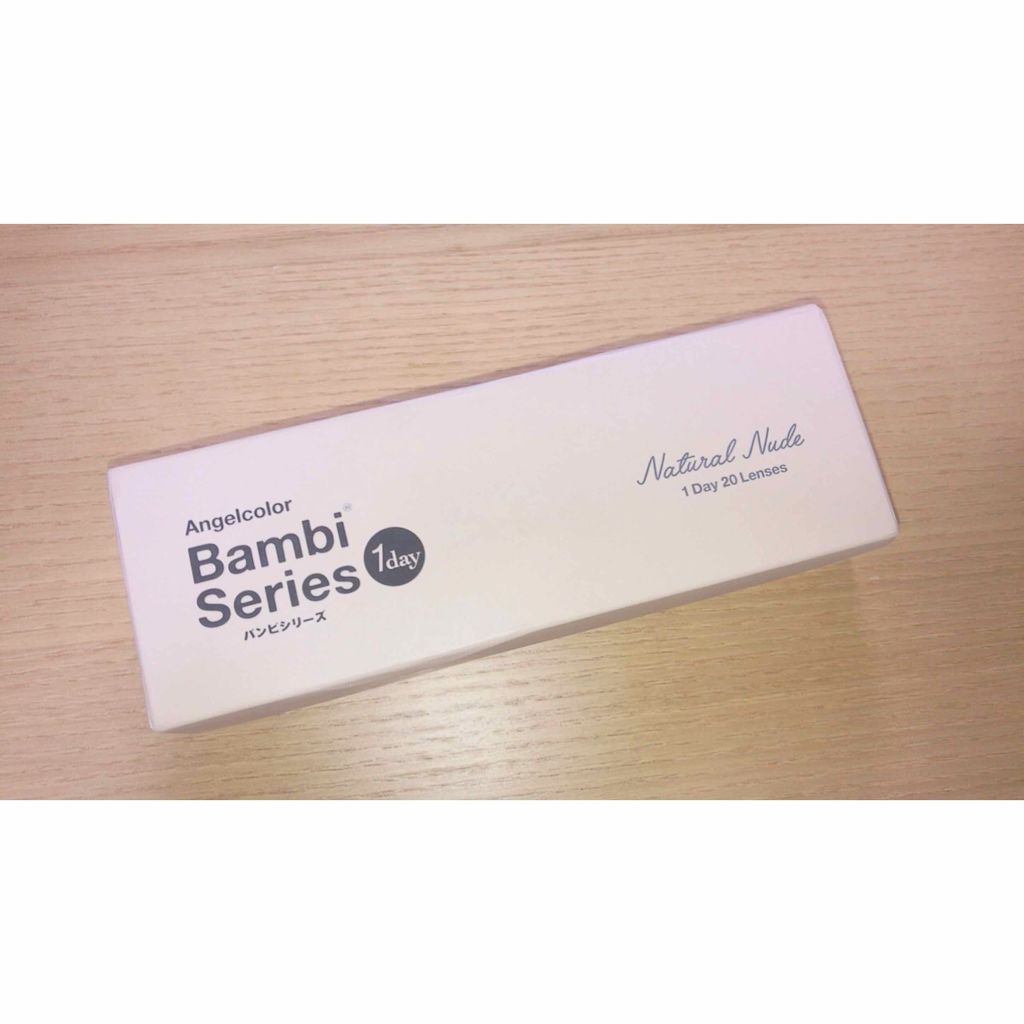 Angelcolor
Bambi®
Series 1day
バンビシリーズ
Natural Nude
1 Day 20 Lenses